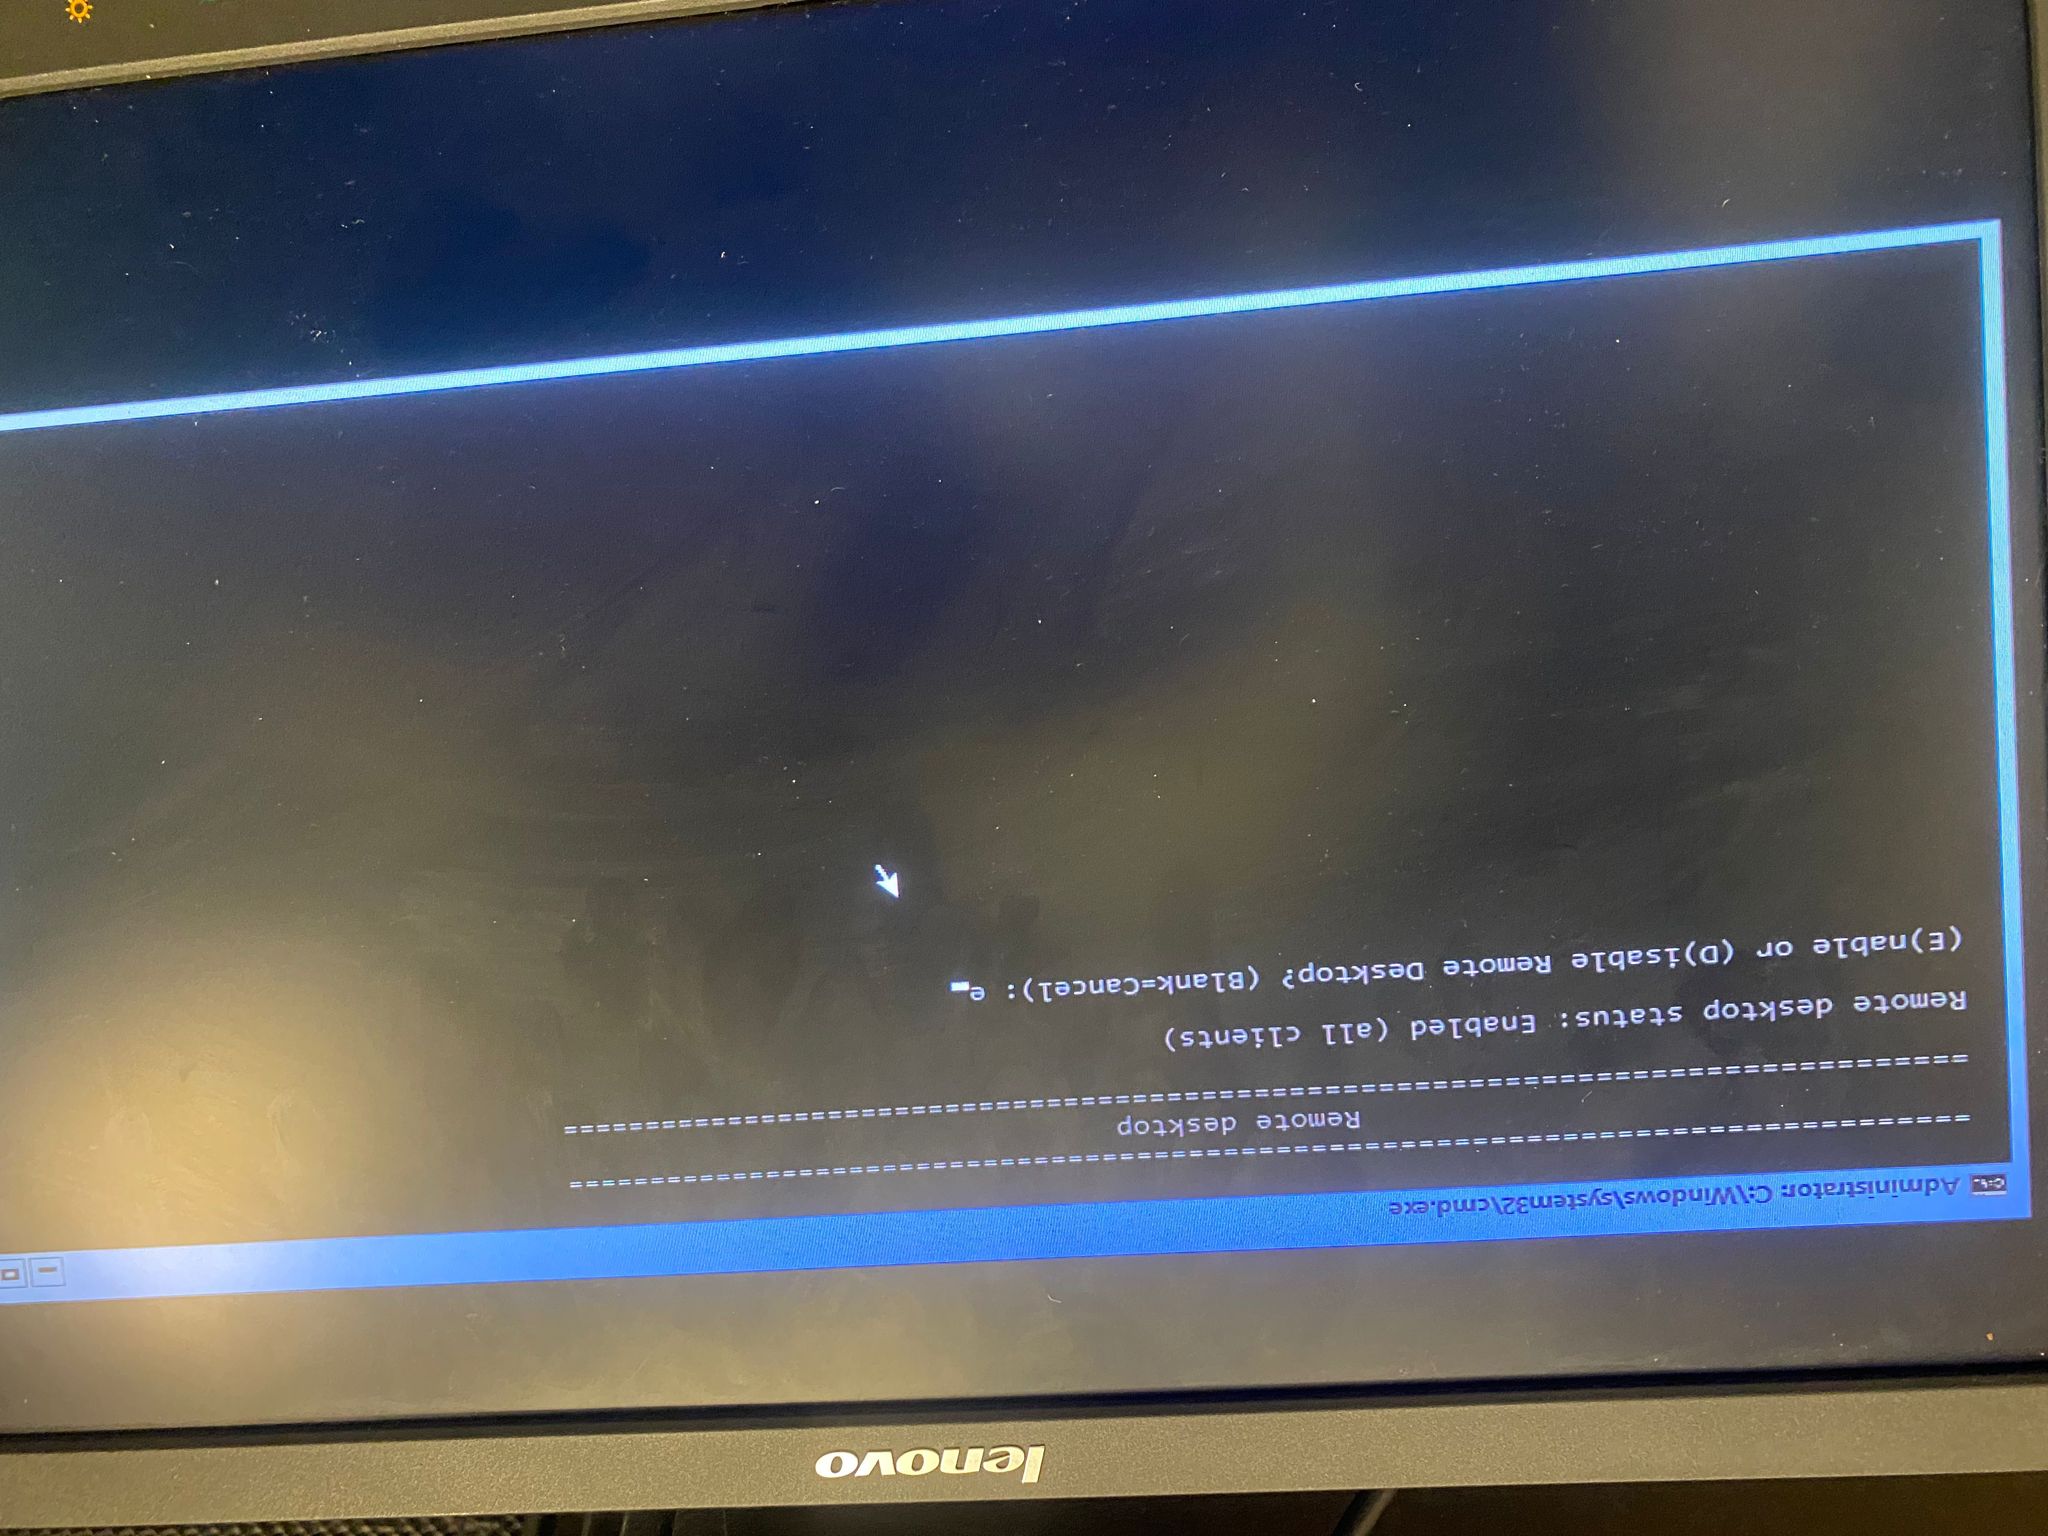 lenovo
Administrator: C:\Windows\system32\cmd.exe
===========================================================================
Remote desktop
===========================================================================
Remote desktop status: Enabled (all clients)
(E)nable or (D)isable Remote Desktop? (Blank=Cancel): e_